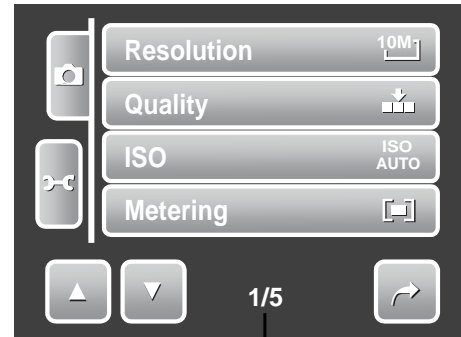 Resolution 10M
Quality
ISO ISO AUTO
Metering
1/5